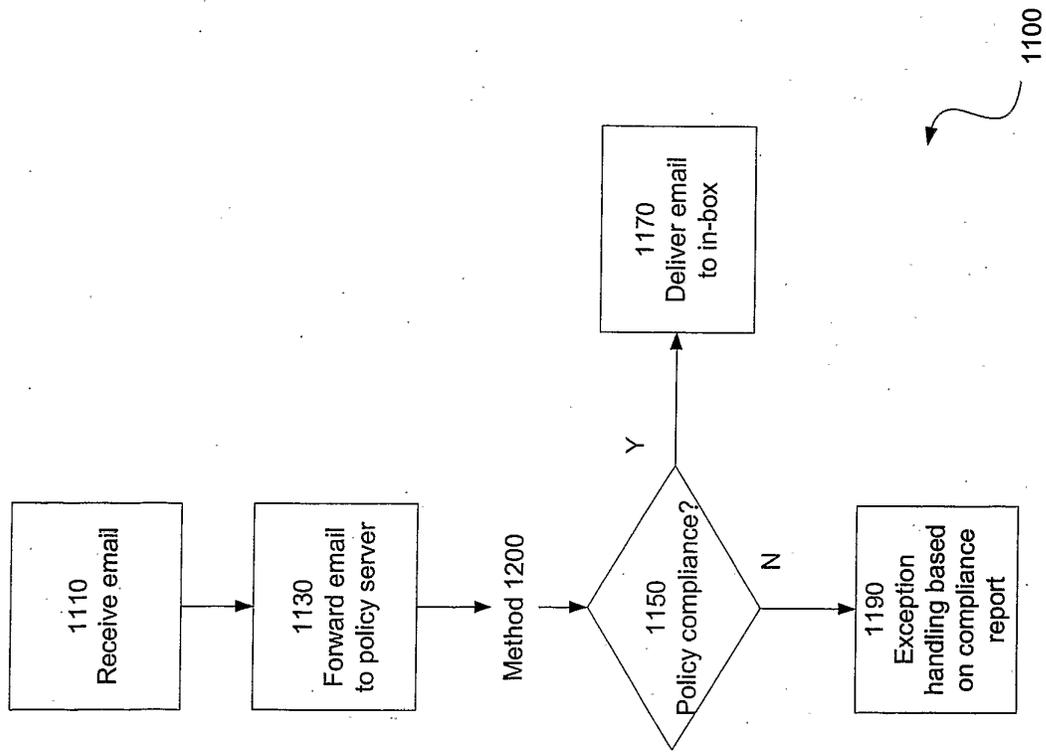 1110
Receive email
1130
Forward email
to policy server
Method 1200
1150
Policy compliance?
Y
1170
Deliver email
to in-box
N
1190
Exception
handling based
on compliance
report
1100